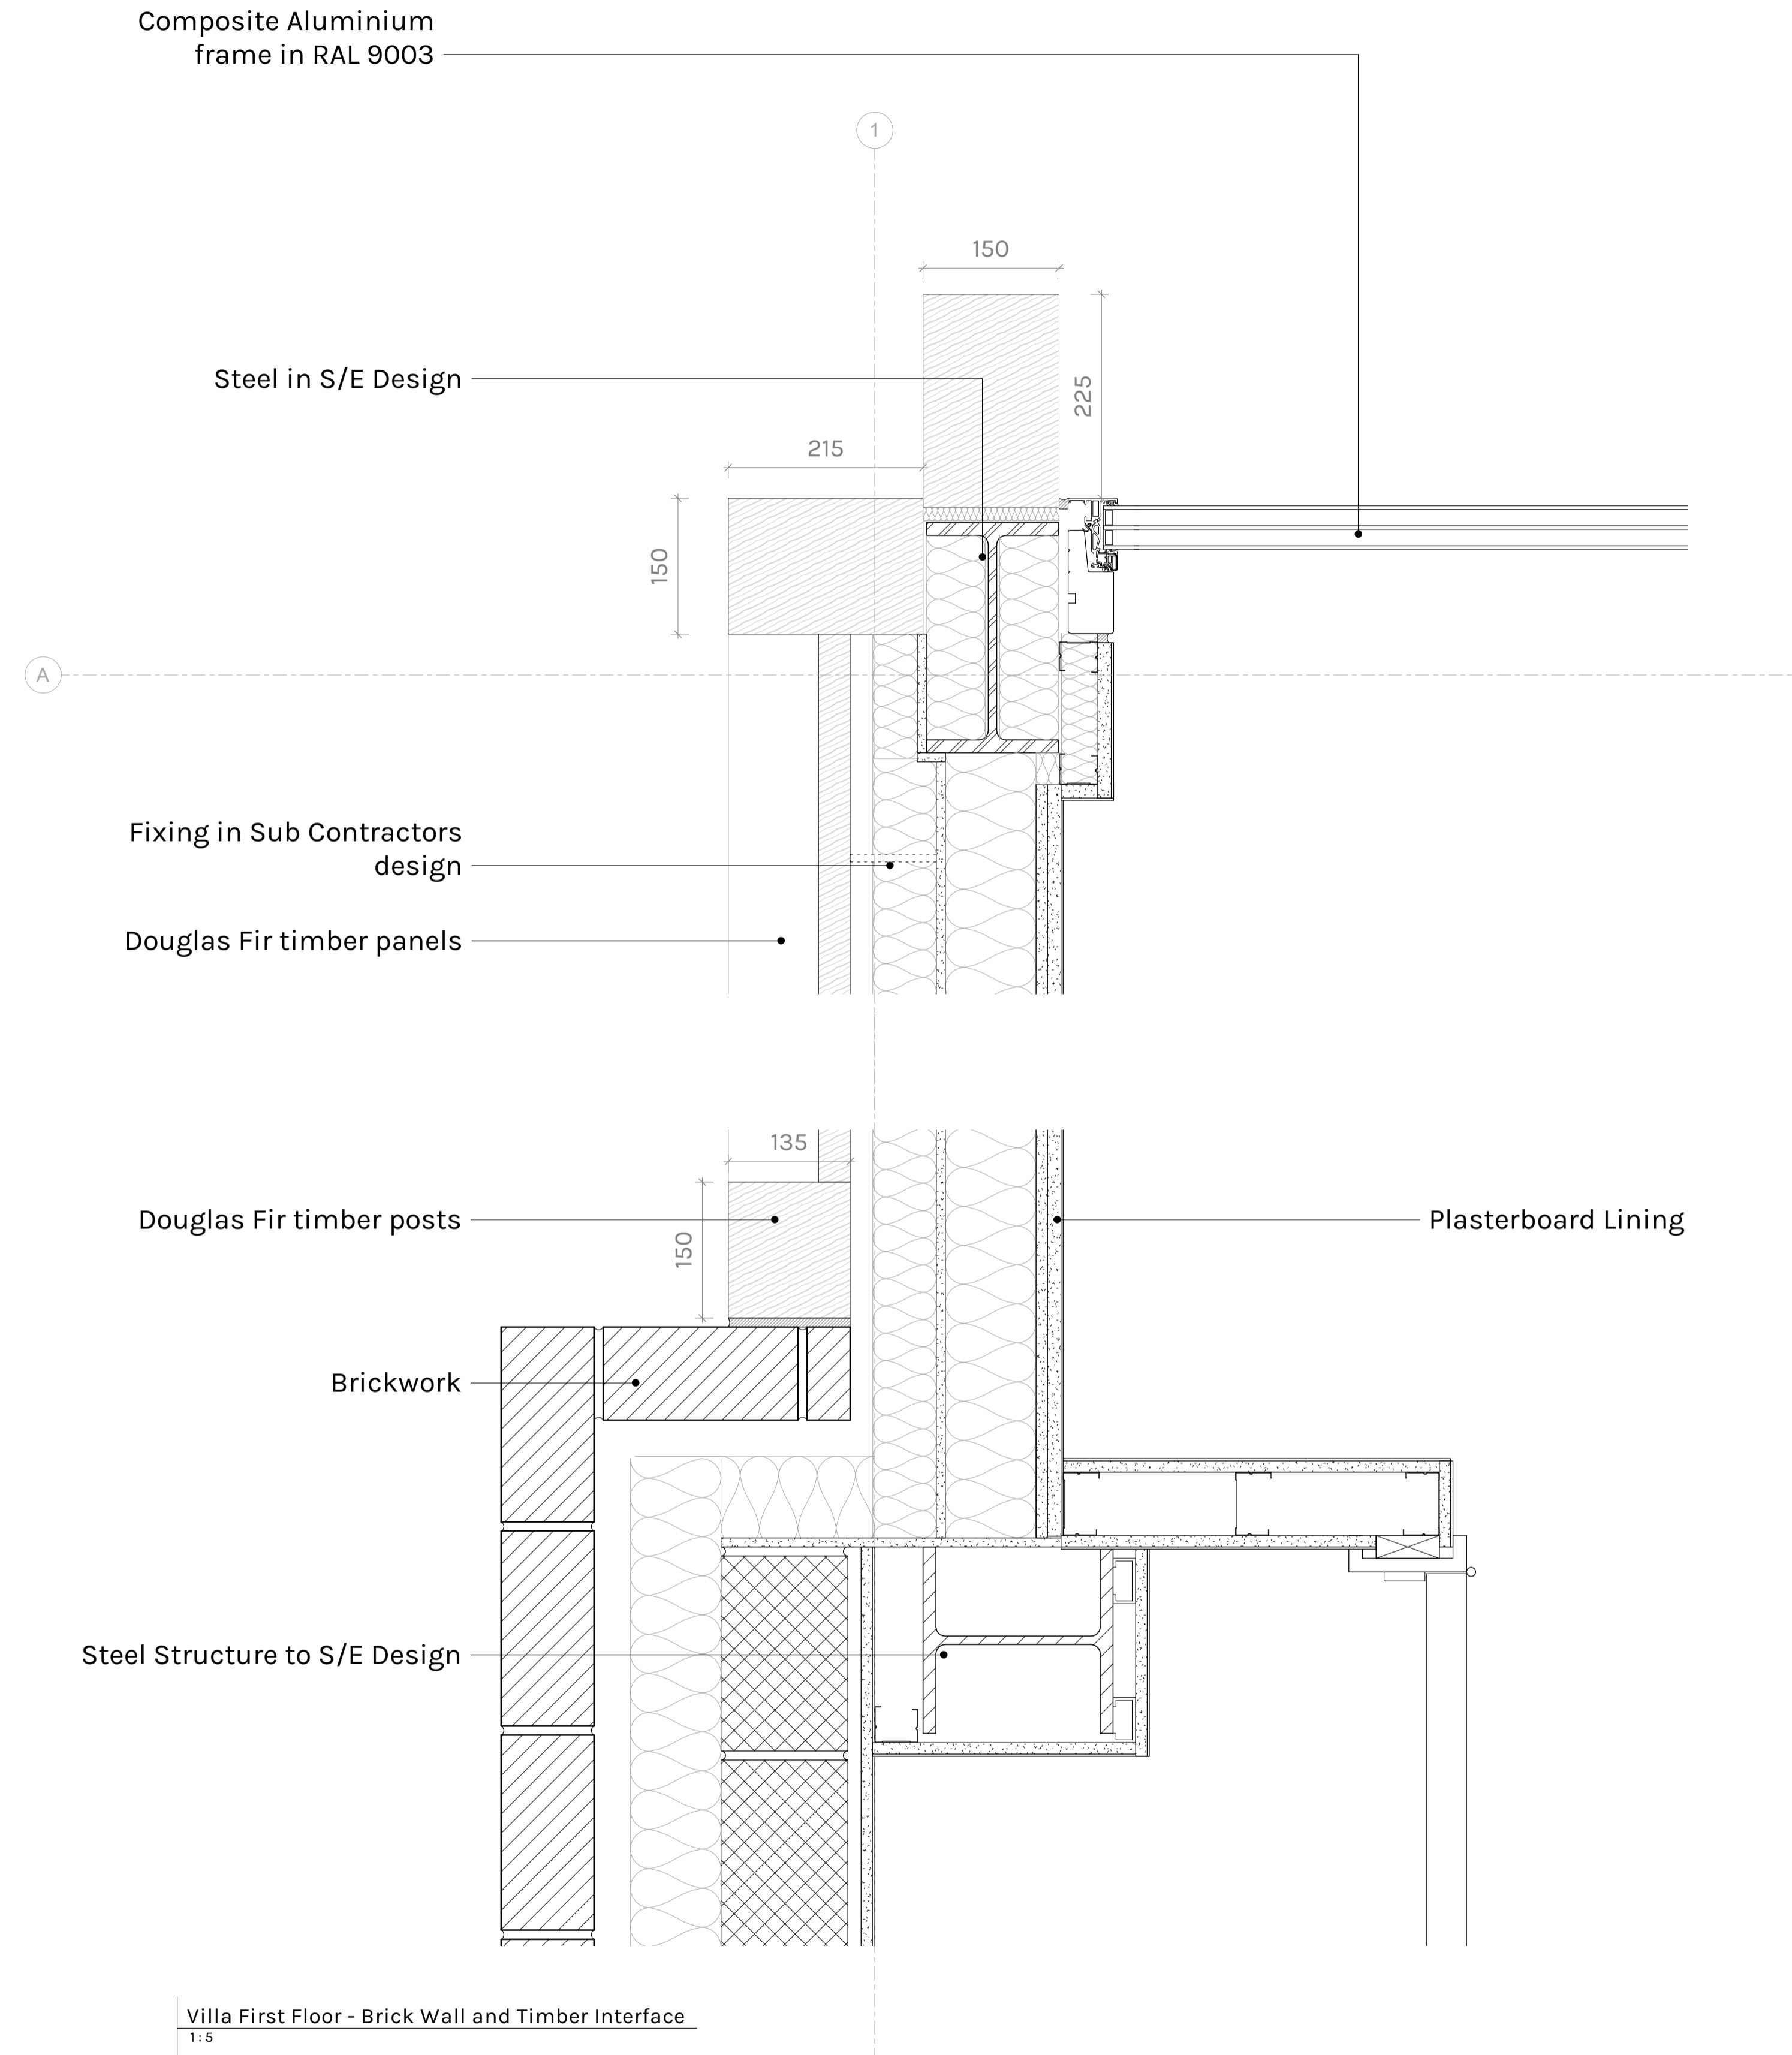 Composite Aluminium
frame in RAL 9003
1
150
Steel in S/E Design
225
215
150
A
Fixing in Sub Contractors
design
Douglas Fir timber panels
135
Douglas Fir timber posts
150
Plasterboard Lining
Brickwork
Steel Structure to S/E Design
Villa First Floor - Brick Wall and Timber Interface
1:5